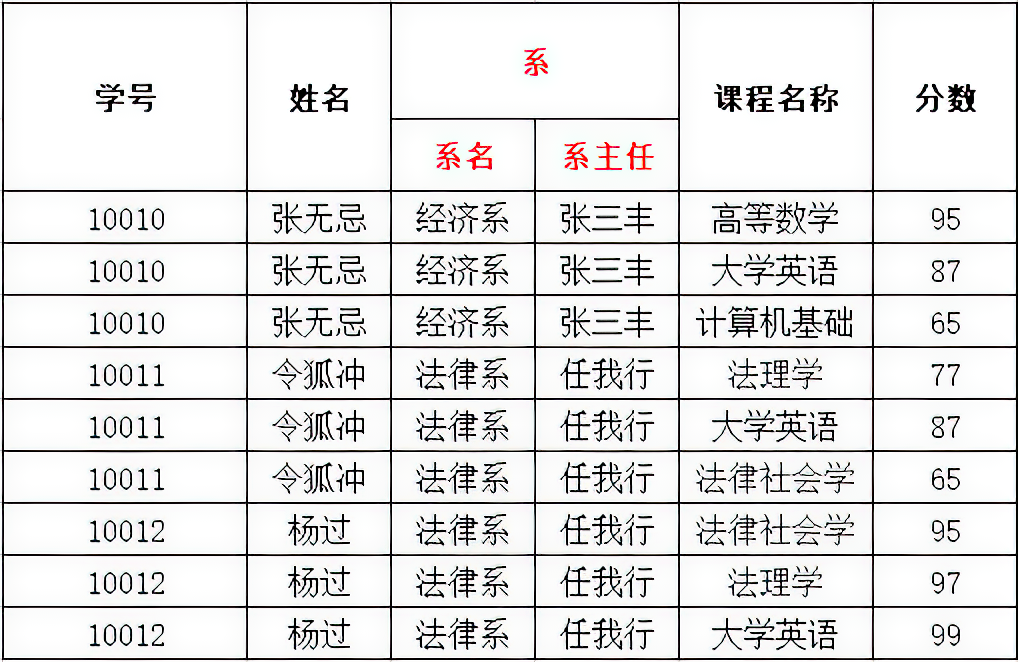 系
学号 姓名 课程名称 分数
系名 系主任
10010 张无忌 经济系 张三丰 高等数学 95
10010 张无忌 经济系 张三丰 大学英语 87
10010 张无忌 经济系 张三丰 计算机基础 65
10011 令狐冲 法律系 任我行 法理学 77
10011 令狐冲 法律系 任我行 大学英语 87
10011 令狐冲 法律系 任我行 法律社会学 65
10012 杨过 法律系 任我行 法律社会学 95
10012 杨过 法律系 任我行 法理学 97
10012 杨过 法律系 任我行 大学英语 99